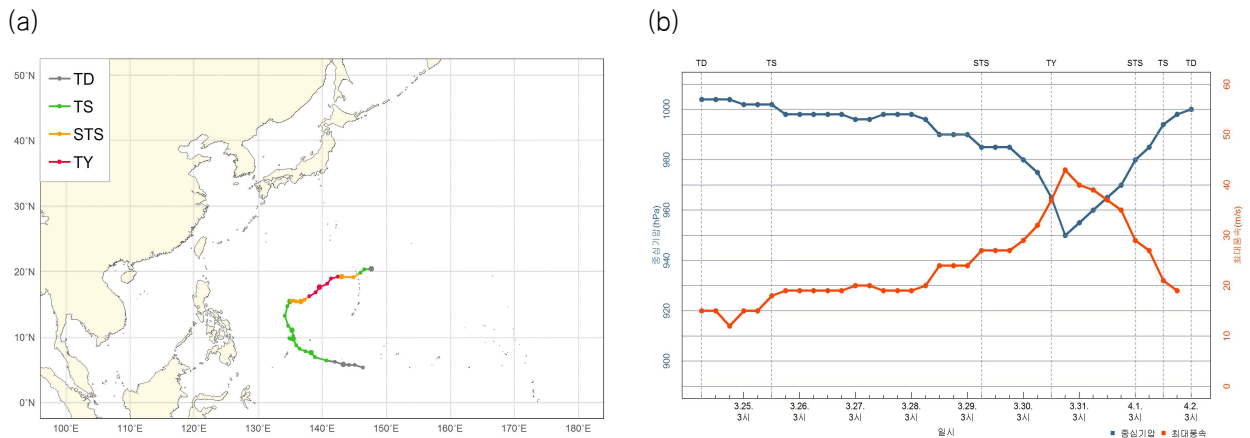 (a)
50˚N
40˚N
30˚N
20˚N
10˚N
0˚N
100˚E
110˚E
120˚E
130˚E
140˚E
150˚E
160˚E
170˚E
180˚E
TD
TS
STS
TY
(b)
TD TS STS TY STS TS TD
중심기압(hPa)
1000
980
960
940
920
900
60
50
40
30
20
10
0
최대풍속(m/s)
3.25. 3.26. 3.27. 3.28. 3.29. 3.30. 3.31. 4.1. 4.2.
3시 3시 3시 3시 3시 3시 3시 3시 3시
일시
중심기압 최대풍속